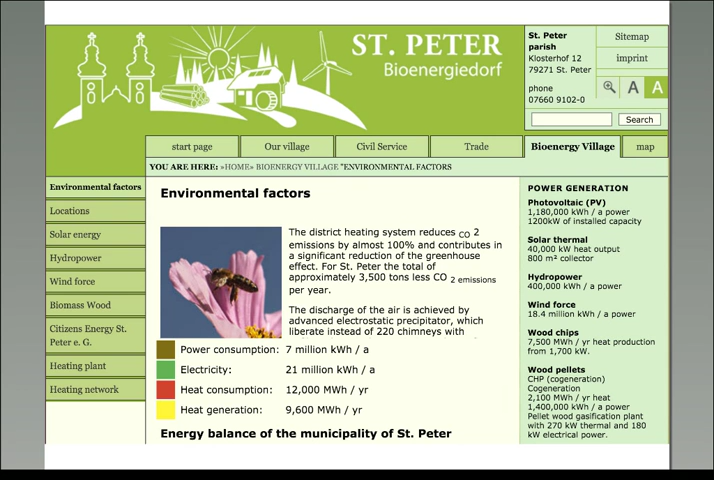 ST. PETER
Bioenergiedorf
St. Peter
parish
Klosterhof 12
79271 St. Peter
phone
07660 9102-0
Sitemap
imprint
A A
Search
start page Our village Civil Service Trade Bioenergy Village map
YOU ARE HERE: »HOME» BIOENERGY VILLAGE "ENVIRONMENTAL FACTORS
Environmental factors
Locations
Solar energy
Hydropower
Wind force
Biomass Wood
Citizens Energy St.
Peter e. G.
Heating plant
Heating network
Environmental factors
The district heating system reduces CO 2
emissions by almost 100% and contributes in
a significant reduction of the greenhouse
effect. For St. Peter the total of
approximately 3,500 tons less CO 2 emissions
per year.
The discharge of the air is achieved by
advanced electrostatic precipitator, which
liberate instead of 220 chimneys with
Power consumption: 7 million kWh / a
Electricity: 21 million kWh / a
Heat consumption: 12,000 MWh / yr
Heat generation: 9,600 MWh / yr
Energy balance of the municipality of St. Peter
POWER GENERATION
Photovoltaic (PV)
1,180,000 kWh / a power
1200kW of installed capacity
Solar thermal
40,000 kW heat output
800 m² collector
Hydropower
400,000 kWh / a power
Wind force
18.4 million kWh / a power
Wood chips
7,500 MWh / yr heat production
from 1,700 kW.
Wood pellets
CHP (cogeneration)
Cogeneration
2,100 MWh / yr heat
1,400,000 kWh / a power
Pellet wood gasification plant
with 270 kW thermal and 180
kW electrical power.